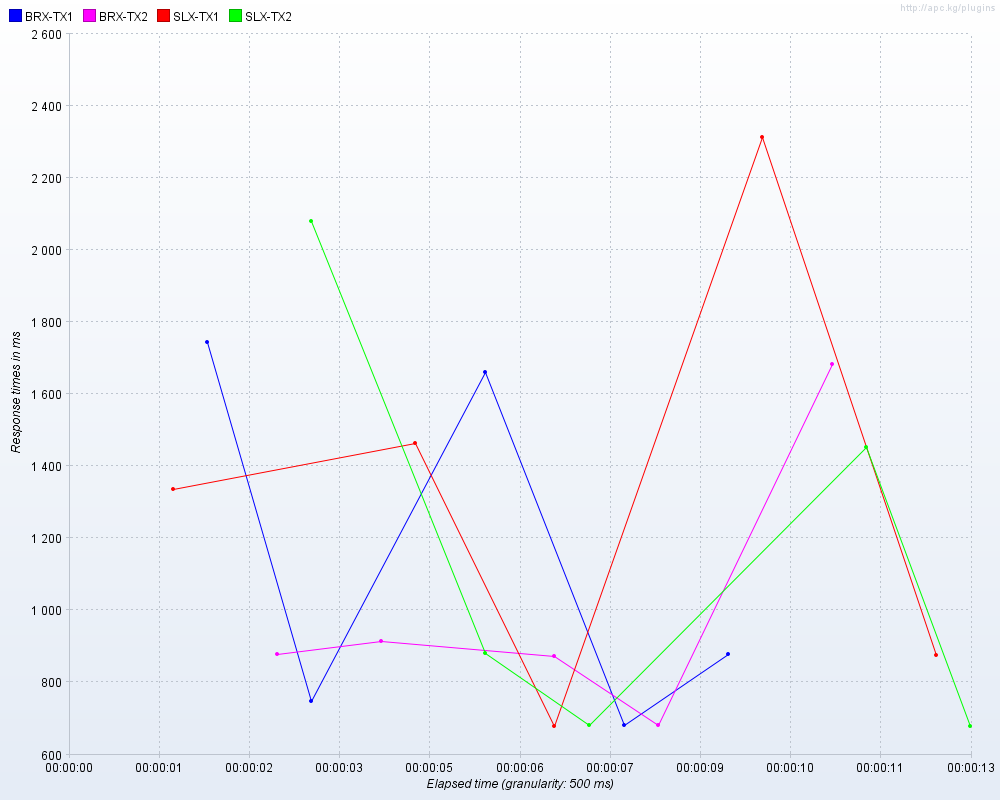 BRX-TX1 BRX-TX2 SLX-TX1 SLX-TX2
http://apc.kg/plugins
2 600
2 400
2 200
2 000
1 800
1 600
1 400
1 200
1 000
800
600
Response times in ms
00:00:00 00:00:01 00:00:02 00:00:03 00:00:05 00:00:06 00:00:07 00:00:09 00:00:10 00:00:11 00:00:13
Elapsed time (granularity: 500 ms)